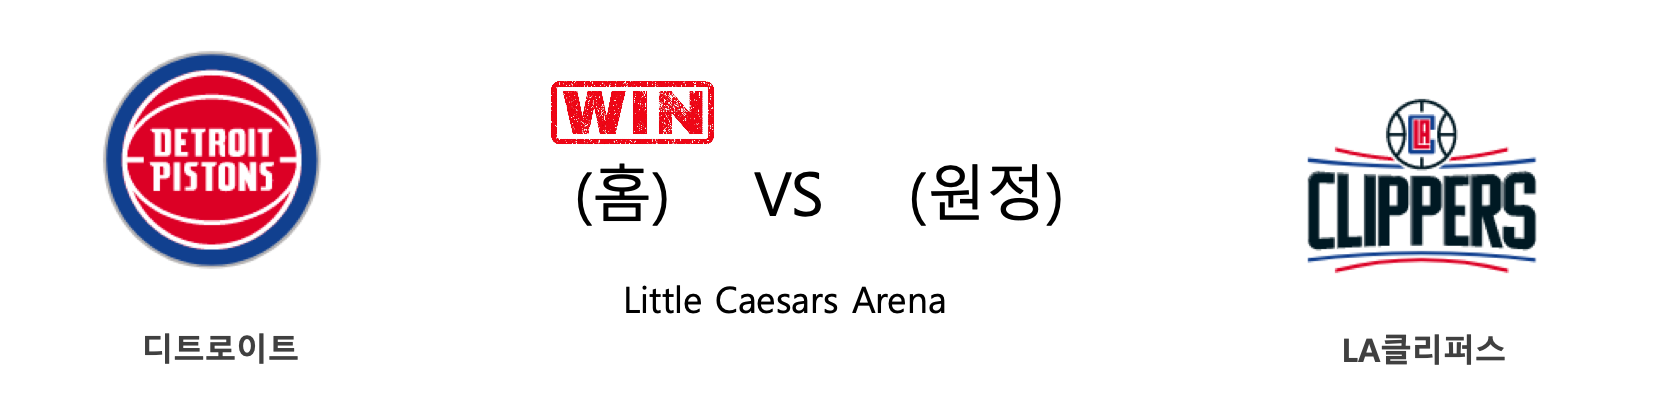 DETROIT
PISTONS
디트로이트
WIN
(홈) VS (원정)
Little Caesars Arena
LA
CLIPPERS
LA클리퍼스